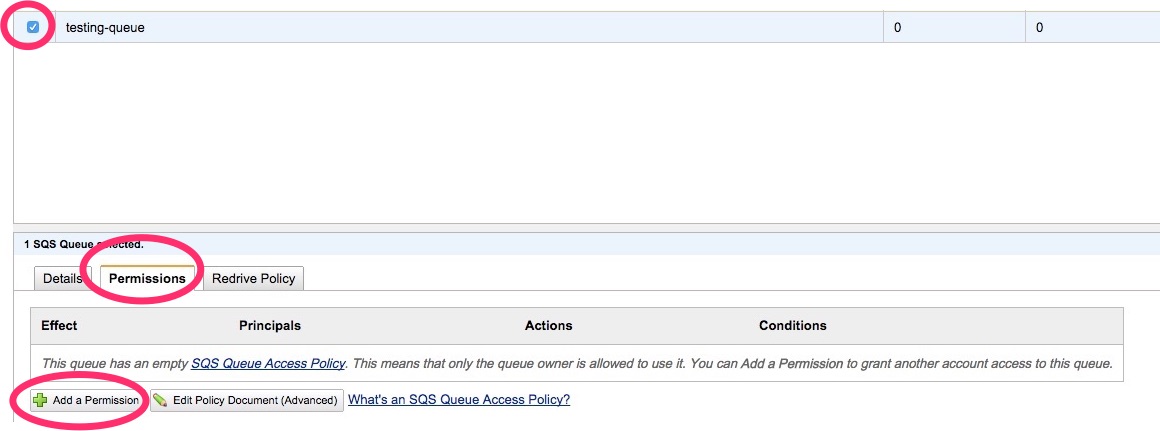 testing-queue 0 0
1 SQS Queue selected.
Details Permissions Redrive Policy
Effect Principals Actions Conditions
This queue has an empty SQS Queue Access Policy. This means that only the queue owner is allowed to use it. You can Add a Permission to grant another account access to this queue.
Add a Permission Edit Policy Document (Advanced) What's an SQS Queue Access Policy?